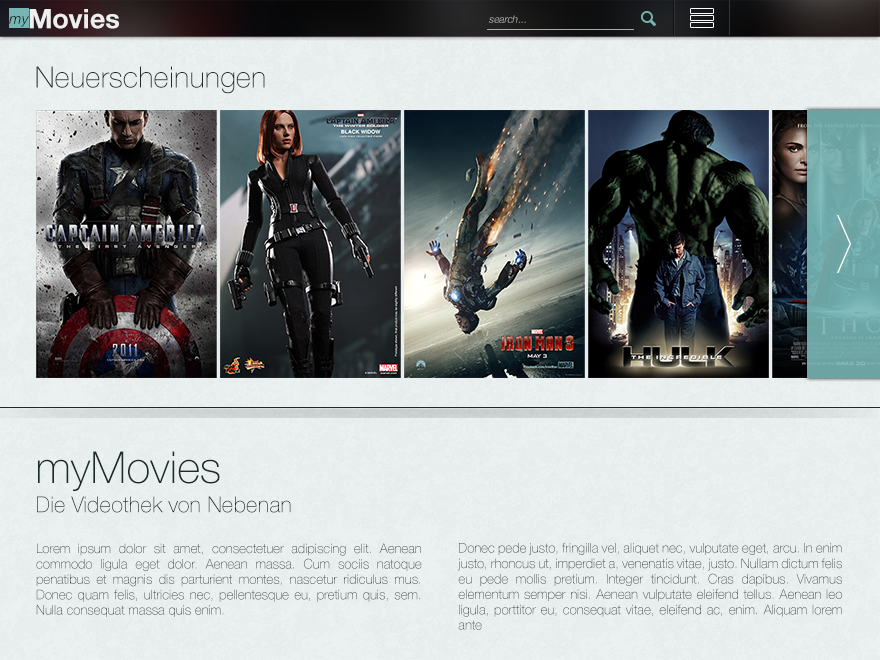 myMovies
search...
Neuerscheinungen
CAPTAIN AMERICA
THE FIRST AVENGER
2011
MARVEL
CAPTAIN AMERICA
THE WINTER SOLDIER
BLACK WIDOW
MARVEL
MARVEL
IRON MAN 3
MAY 3
MARVEL
THE INCREDIBLE
HULK
THO
myMovies
Die Videothek von Nebenan
Lorem ipsum dolor sit amet, consectetuer adipiscing elit. Aenean
commodo ligula eget dolor. Aenean massa. Cum sociis natoque
penatibus et magnis dis parturient montes, nascetur ridiculus mus.
Donec quam felis, ultricies nec, pellentesque eu, pretium quis, sem.
Nulla consequat massa quis enim.
Donec pede justo, fringilla vel, aliquet nec, vulputate eget, arcu. In enim
justo, rhoncus ut, imperdiet a, venenatis vitae, justo. Nullam dictum felis
eu pede mollis pretium. Integer tincidunt. Cras dapibus. Vivamus
elementum semper nisi. Aenean vulputate eleifend tellus. Aenean leo
ligula, porttitor eu, consequat vitae, eleifend ac, enim. Aliquam lorem
ante